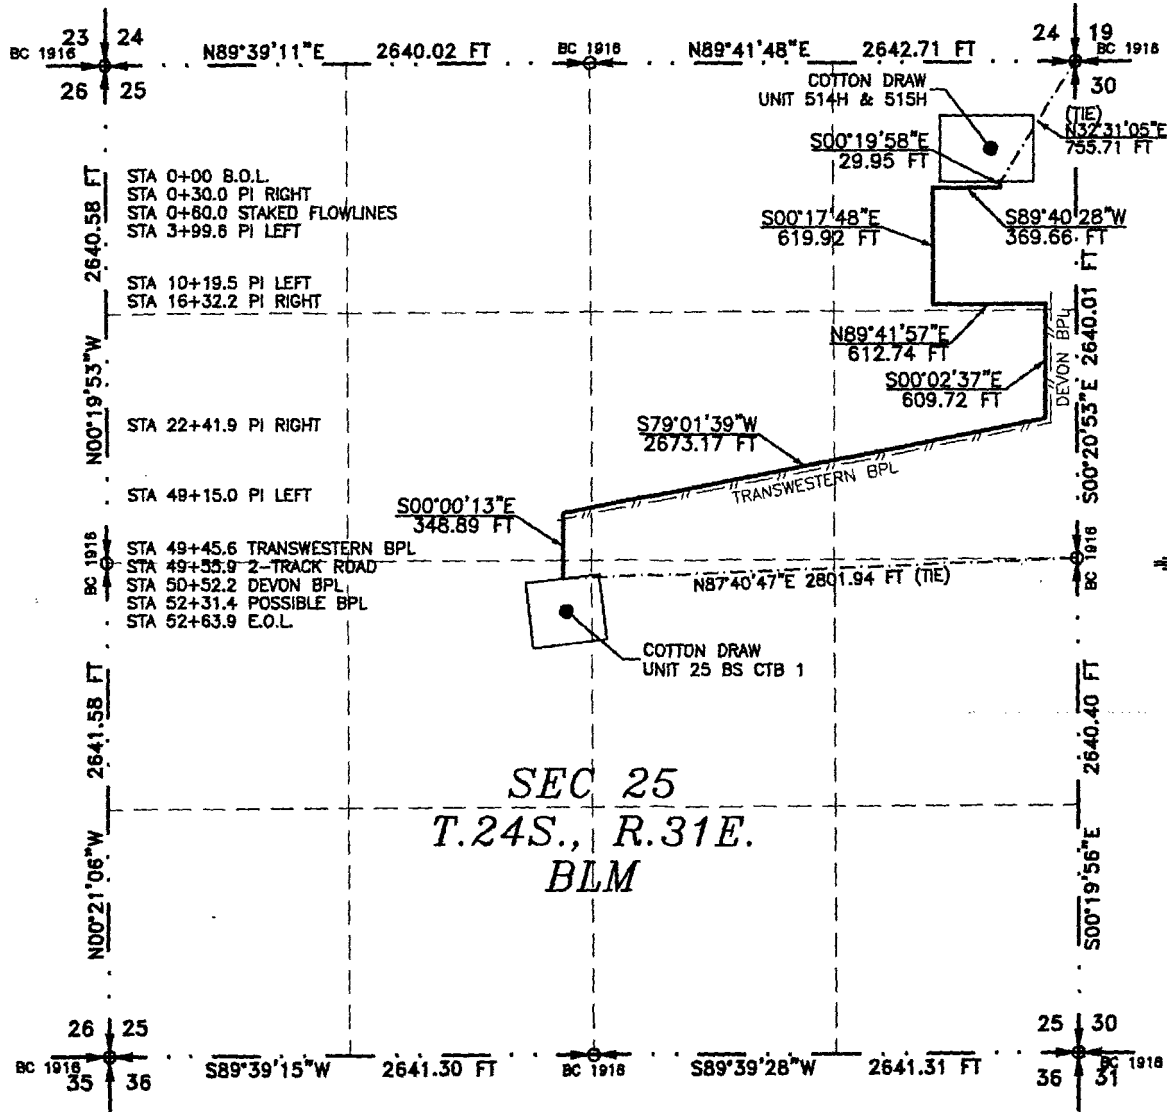 23 24
BC 1916
N89°39'11"E 2640.02 FT
BC 1916
N89°41'48"E 2642.71 FT
24 19
BC 1916
26 25
30
COTTON DRAW
UNIT 514H & 515H
(TIE)
N32°31'05"E
755.71 FT
S00°19'58"E
29.95 FT
STA 0+00 B.O.L.
STA 0+30.0 PI RIGHT
STA 0+60.0 STAKED FLOWLINES
STA 3+99.6 PI LEFT
STA 10+19.5 PI LEFT
STA 16+32.2 PI RIGHT
STA 22+41.9 PI RIGHT
STA 49+15.0 PI LEFT
STA 49+45.6 TRANSWESTERN BPL
STA 49+55.9 2-TRACK ROAD
STA 50+52.2 DEVON BPL
STA 52+31.4 POSSIBLE BPL
STA 52+63.9 E.O.L.
N00°19'53"W 2640.58 FT
S00°17'48"E
619.92 FT
S89°40'28"W
369.66 FT
N89°41'57"E
612.74 FT
S00°02'37"E
609.72 FT
DEVON BPL
S00°20'53"E 2640.01 FT
S79°01'39"W
2673.17 FT
TRANSWESTERN BPL
S00°00'13"E
348.89 FT
BC 1916
BC 1916
N87°40'47"E 2801.94 FT (TIE)
COTTON DRAW
UNIT 25 BS CTB 1
N00°21'06"W 2641.58 FT
S00°19'56"E 2640.40 FT
SEC 25
T.24S., R.31E.
BLM
26 25
BC 1916
35 36
S89°39'15"W 2641.30 FT
BC 1916
S89°39'28"W 2641.31 FT
25 30
BC 1916
36 31